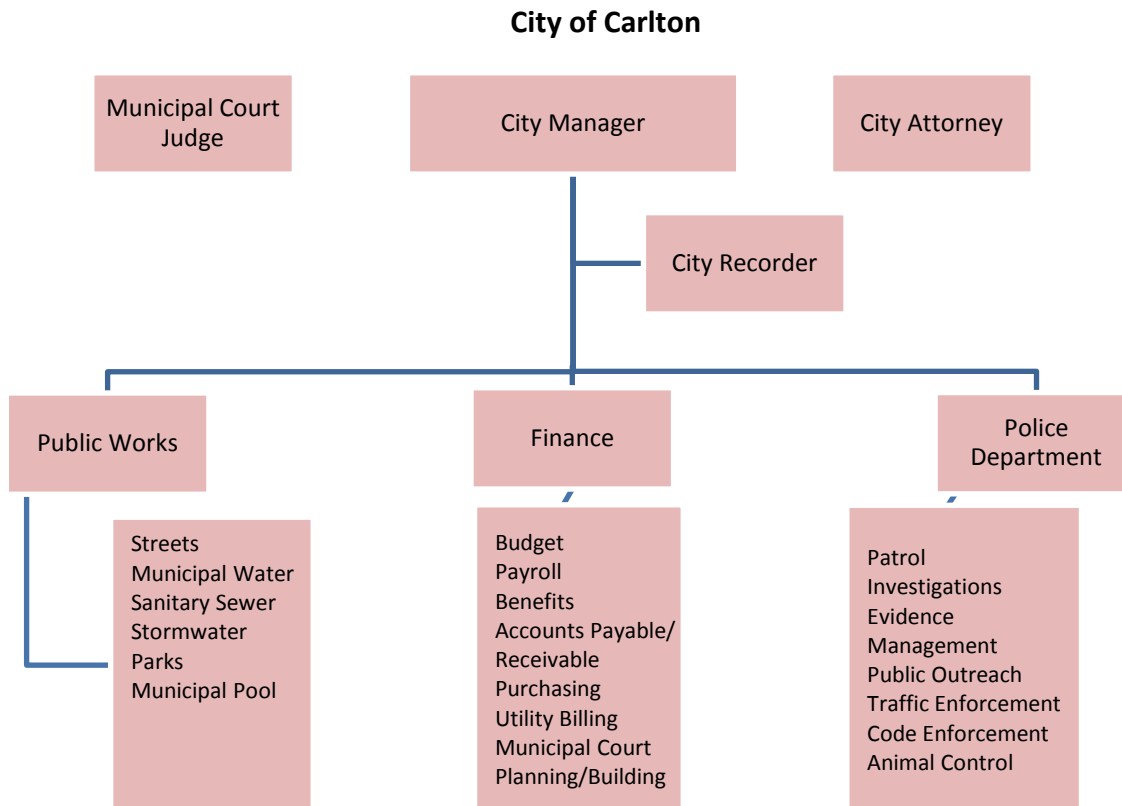 City of Carlton
Municipal Court
Judge
City Manager
City Attorney
City Recorder
Public Works
Finance
Police
Department
Streets
Municipal Water
Sanitary Sewer
Stormwater
Parks
Municipal Pool
Budget
Payroll
Benefits
Accounts Payable/
Receivable
Purchasing
Utility Billing
Municipal Court
Planning/Building
Patrol
Investigations
Evidence
Management
Public Outreach
Traffic Enforcement
Code Enforcement
Animal Control